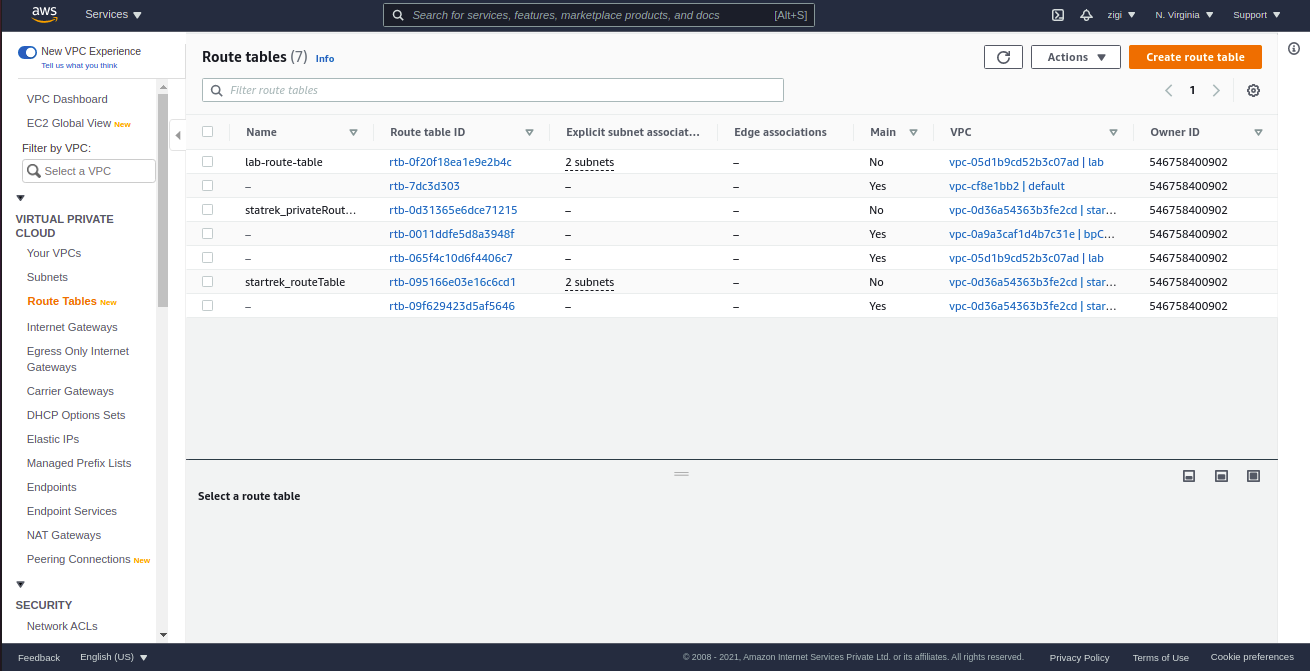 aws
Services
Search for services, features, marketplace products, and docs
[Alt+S]
zigi
N. Virginia
Support
New VPC Experience
Tell us what you think
VPC Dashboard
EC2 Global View New
Filter by VPC:
Select a VPC
VIRTUAL PRIVATE
CLOUD
Your VPCs
Subnets
Route Tables New
Internet Gateways
Egress Only Internet
Gateways
Carrier Gateways
DHCP Options Sets
Elastic IPs
Managed Prefix Lists
Endpoints
Endpoint Services
NAT Gateways
Peering Connections New
SECURITY
Network ACLs
Route tables (7) Info
Actions
Create route table
Filter route tables
1
Name Route table ID Explicit subnet associat... Edge associations Main VPC Owner ID
lab-route-table rtb-0f20f18ea1e9e2b4c 2 subnets – No vpc-05d1b9cd52b3c07ad | lab 546758400902
– rtb-7dc3d303 – – Yes vpc-cf8e1bb2 | default 546758400902
statrek_privateRout... rtb-0d31365e6dce71215 – – No vpc-0d36a54363b3fe2cd | star... 546758400902
– rtb-0011ddfe5d8a3948f – – Yes vpc-0a9a3caf1d4b7c31e | bpC... 546758400902
– rtb-065f4c10d6f4406c7 – – Yes vpc-05d1b9cd52b3c07ad | lab 546758400902
startrek_routeTable rtb-095166e03e16c6cd1 2 subnets – No vpc-0d36a54363b3fe2cd | star... 546758400902
– rtb-09f629423d5af5646 – – Yes vpc-0d36a54363b3fe2cd | star... 546758400902
Select a route table
Feedback
English (US)
© 2008 - 2021, Amazon Internet Services Private Ltd. or its affiliates. All rights reserved.
Privacy Policy
Terms of Use
Cookie preferences